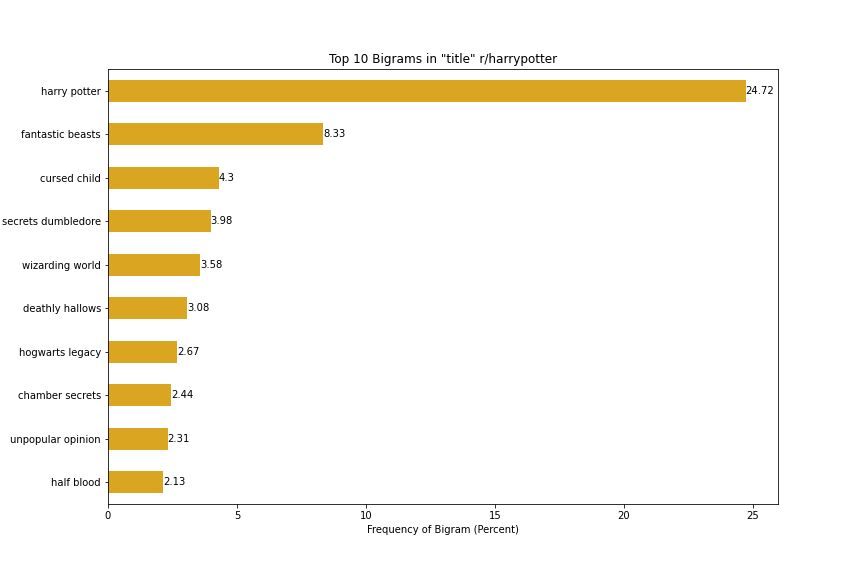 Top 10 Bigrams in "title" r/harrypotter
harry potter 24.72
fantastic beasts 8.33
cursed child 4.3
secrets dumbledore 3.98
wizarding world 3.58
deathly hallows 3.08
hogwarts legacy 2.67
chamber secrets 2.44
unpopular opinion 2.31
half blood 2.13
0 5 10 15 20 25
Frequency of Bigram (Percent)